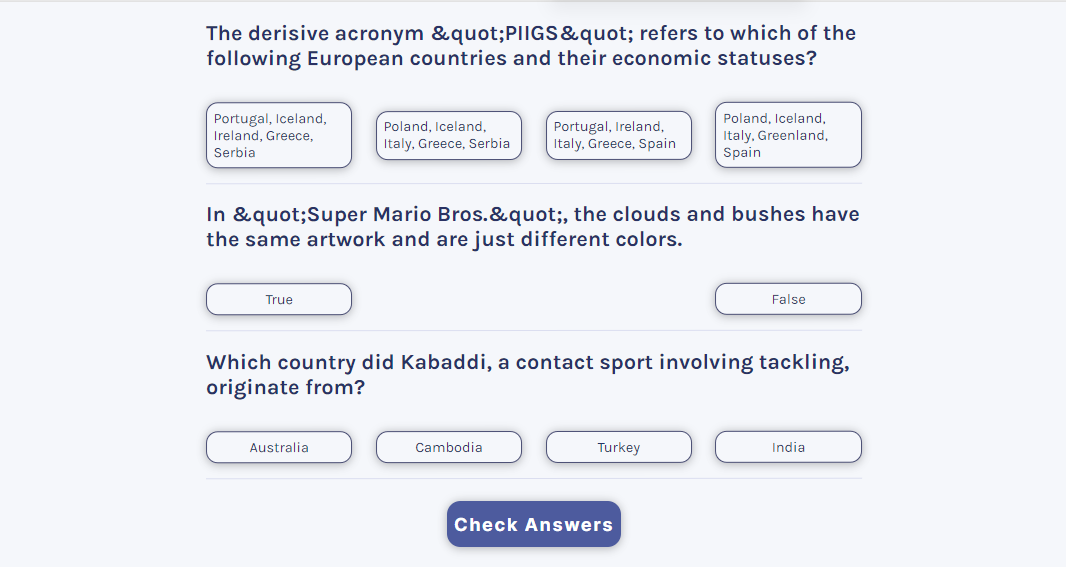 The derisive acronym &quot;PIIGS&quot; refers to which of the
following European countries and their economic statuses?
Portugal, Iceland,
Ireland, Greece,
Serbia
Poland, Iceland,
Italy, Greece, Serbia
Portugal, Ireland,
Italy, Greece, Spain
Poland, Iceland,
Italy, Greenland,
Spain
In &quot;Super Mario Bros.&quot;, the clouds and bushes have
the same artwork and are just different colors.
True
False
Which country did Kabaddi, a contact sport involving tackling,
originate from?
Australia
Cambodia
Turkey
India
Check Answers